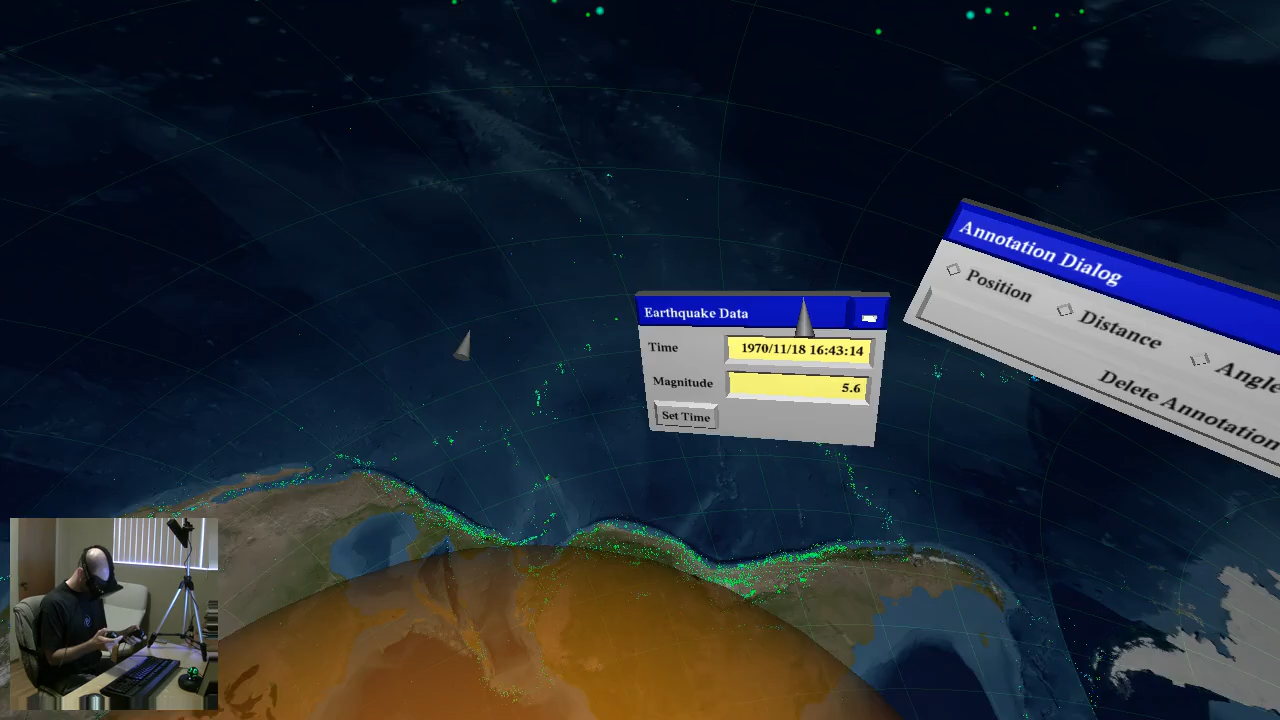 Earthquake Data
Time
1970/11/18 16:43:14
Magnitude
5.6
Set Time
Annotation Dialog
Position
Distance
Angle
Delete Annotation